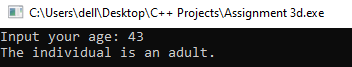 C:\Users\dell\Desktop\C++ Projects\Assignment 3d.exe
Input your age: 43
The individual is an adult.